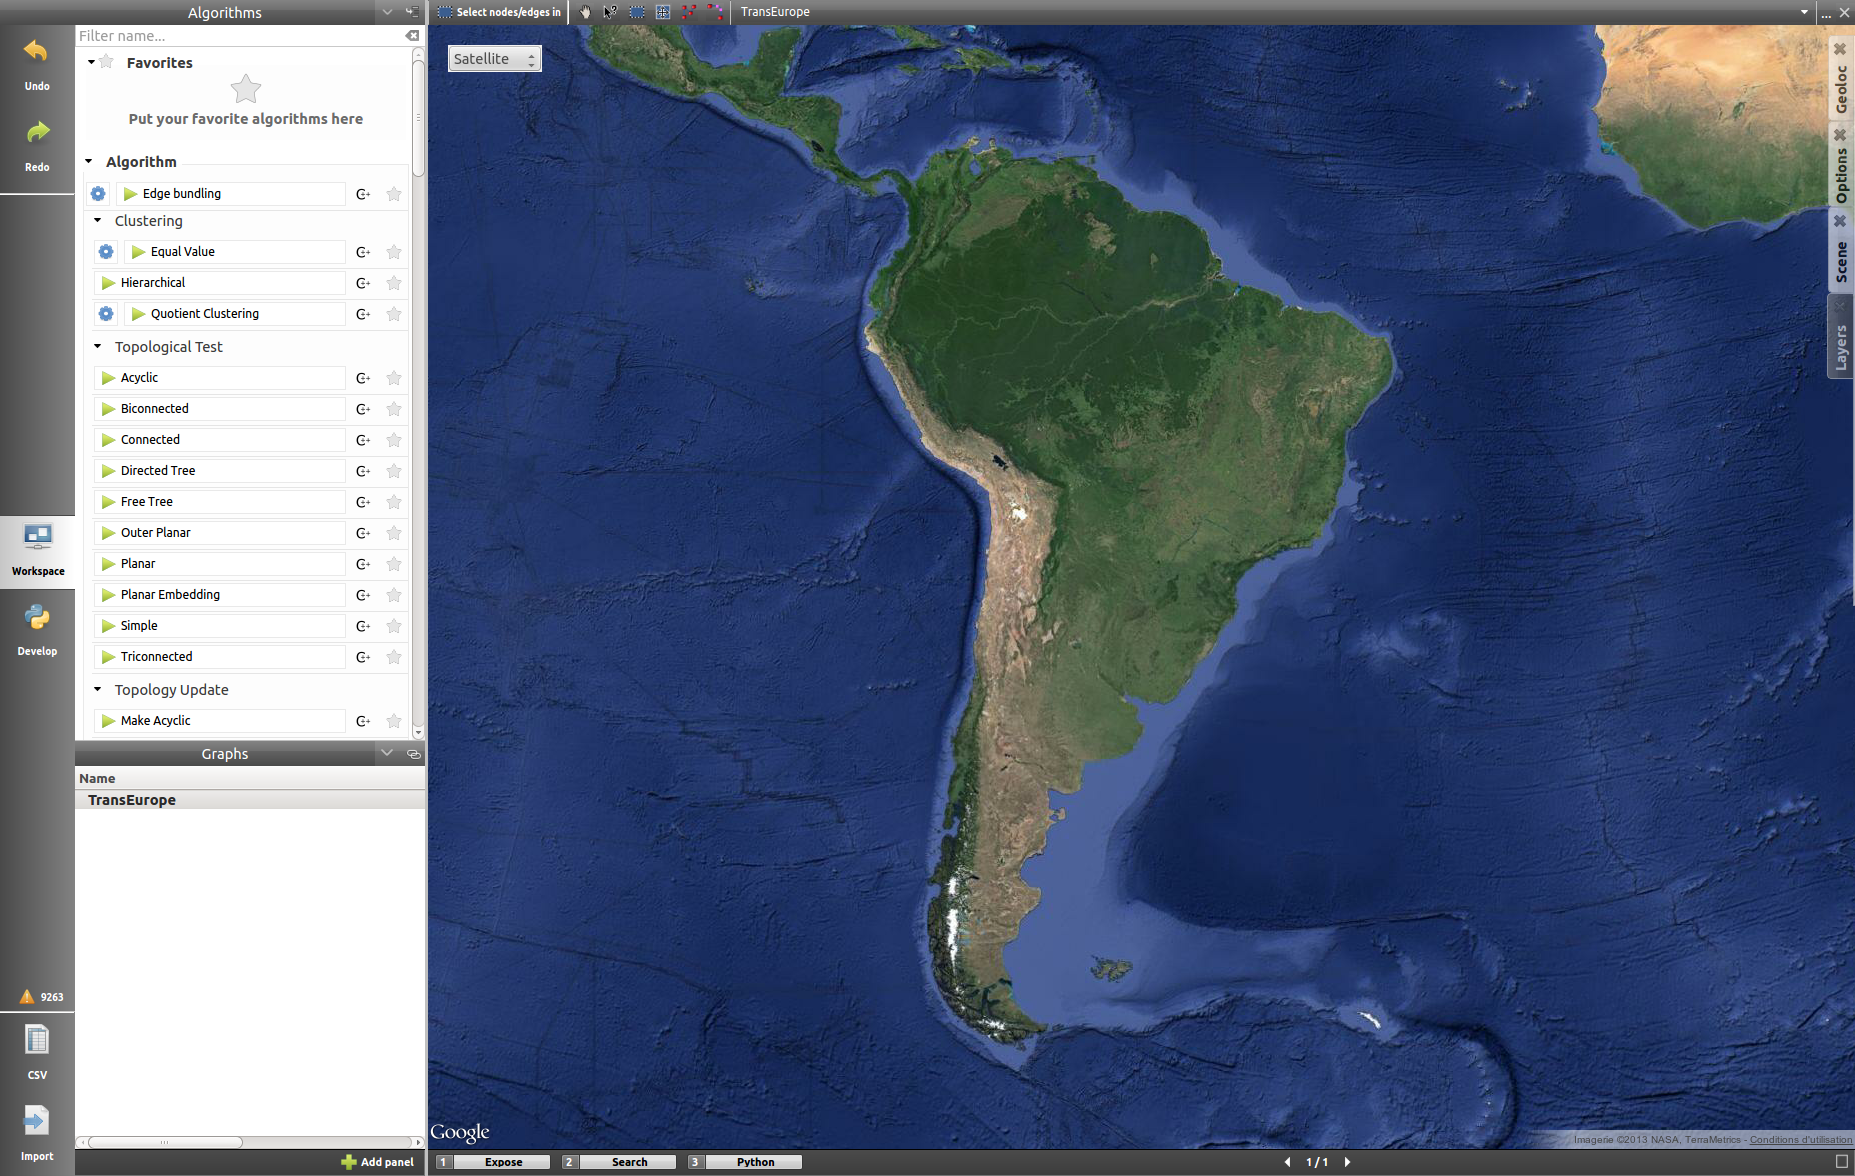 Algorithms
Select nodes/edges in
TransEurope
...
Filter name...
Undo
Redo
Favorites
Put your favorite algorithms here
Algorithm
Edge bundling
C++
Clustering
Equal Value
C++
Hierarchical
C++
Quotient Clustering
C++
Topological Test
Acyclic
C++
Biconnected
C++
Connected
C++
Directed Tree
C++
Free Tree
C++
Outer Planar
C++
Planar
C++
Planar Embedding
C++
Simple
C++
Triconnected
C++
Topology Update
Make Acyclic
C++
Workspace
Develop
9263
CSV
Import
Graphs
Name
TransEurope
Add panel
Satellite
Geoloc
Options
Scene
Layers
Google
Imagerie ©2013 NASA, TerraMetrics - Conditions d'utilisation
1 Expose
2 Search
3 Python
1 / 1